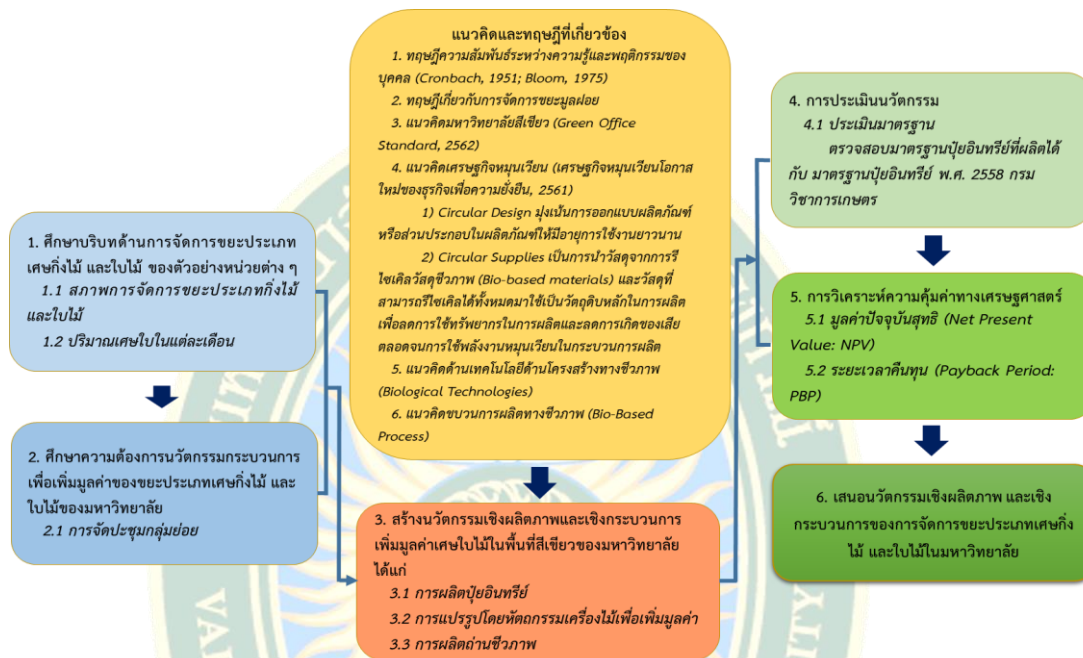 1. ศึกษาบริบทด้านการจัดการขยะประเภท
เศษกิ่งไม้ และใบไม้ ของตัวอย่างหน่วยต่าง ๆ
1.1 สภาพการจัดการขยะประเภทกิ่งไม้
และใบไม้
1.2 ปริมาณเศษใบในแต่ละเดือน
2. ศึกษาความต้องการนวัตกรรมกระบวนการ
เพื่อเพิ่มมูลค่าของขยะประเภทเศษกิ่งไม้ และ
ใบไม้ของมหาวิทยาลัย
2.1 การจัดประชุมกลุ่มย่อย
แนวคิดและทฤษฎีที่เกี่ยวข้อง
1. ทฤษฎีความสัมพันธ์ระหว่างความรู้และพฤติกรรมของ
บุคคล (Cronbach, 1951; Bloom, 1975)
2. ทฤษฎีเกี่ยวกับการจัดการขยะมูลฝอย
3. แนวคิดมหาวิทยาลัยสีเขียว (Green Office
Standard, 2562)
4. แนวคิดเศรษฐกิจหมุนเวียน (เศรษฐกิจหมุนเวียนโอกาส
ใหม่ของธุรกิจเพื่อความยั่งยืน, 2561)
1) Circular Design มุ่งเน้นการออกแบบผลิตภัณฑ์
หรือส่วนประกอบในผลิตภัณฑ์ให้มีอายุการใช้งานยาวนาน
2) Circular Supplies เป็นการนำวัสดุจากการรี
ไซเคิลวัสดุชีวภาพ (Bio-based materials) และวัสดุที่
สามารถรีไซเคิลได้ทั้งหมดมาใช้เป็นวัตถุดิบหลักในการผลิต
เพื่อลดการใช้ทรัพยากรในการผลิตและลดการเกิดของเสีย
ตลอดจนการใช้พลังงานหมุนเวียนในกระบวนการผลิต
5. แนวคิดด้านเทคโนโลยีด้านโครงสร้างทางชีวภาพ
(Biological Technologies)
6. แนวคิดขบวนการผลิตทางชีวภาพ (Bio-Based
Process)
3. สร้างนวัตกรรมเชิงผลิตภาพและเชิงกระบวนการ
เพิ่มมูลค่าเศษใบไม้ในพื้นที่สีเขียวของมหาวิทยาลัย
ได้แก่
3.1 การผลิตปุ๋ยอินทรีย์
3.2 การแปรรูปโดยหัตถกรรมเครื่องไม้เพื่อเพิ่มมูลค่า
3.3 การผลิตถ่านชีวภาพ
4. การประเมินนวัตกรรม
4.1 ประเมินมาตรฐาน
ตรวจสอบมาตรฐานปุ๋ยอินทรีย์ที่ผลิตได้
กับ มาตรฐานปุ๋ยอินทรีย์ พ.ศ. 2558 กรม
วิชาการเกษตร
5. การวิเคราะห์ความคุ้มค่าทางเศรษฐศาสตร์
5.1 มูลค่าปัจจุบันสุทธิ (Net Present
Value: NPV)
5.2 ระยะเวลาคืนทุน (Payback Period:
PBP)
6. เสนอนวัตกรรมเชิงผลิตภาพ และเชิง
กระบวนการของการจัดการขยะประเภทเศษกิ่ง
ไม้ และใบไม้ในมหาวิทยาลัย